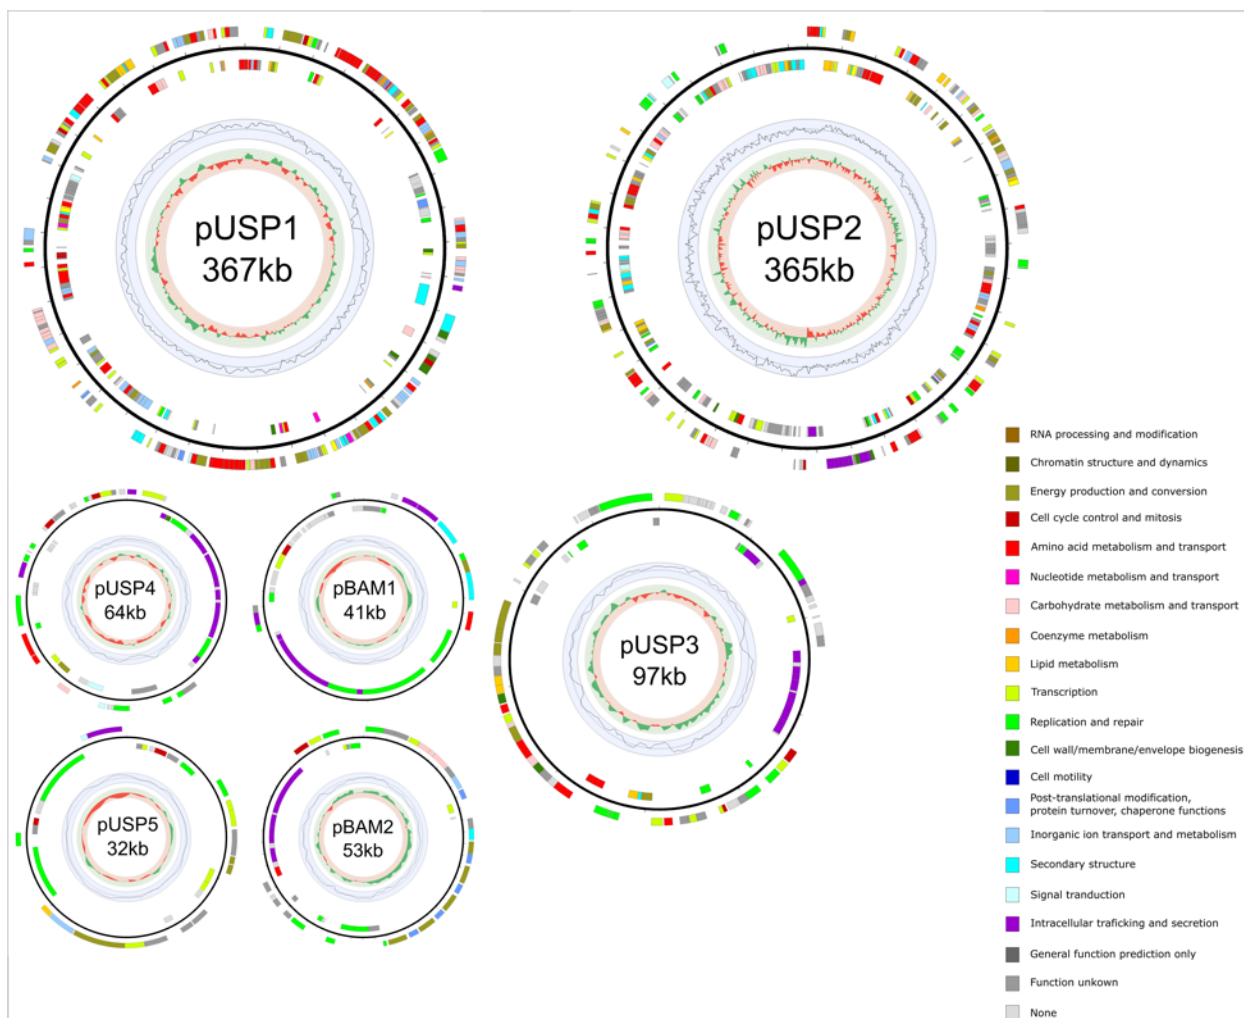 pUSP1
367kb
pUSP2
365kb
pUSP4
64kb
pBAM1
41kb
pUSP3
97kb
pUSP5
32kb
pBAM2
53kb
RNA processing and modification
Chromatin structure and dynamics
Energy production and conversion
Cell cycle control and mitosis
Amino acid metabolism and transport
Nucleotide metabolism and transport
Carbohydrate metabolism and transport
Coenzyme metabolism
Lipid metabolism
Transcription
Replication and repair
Cell wall/membrane/envelope biogenesis
Cell motility
Post-translational modification,
protein turnover, chaperone functions
Inorganic ion transport and metabolism
Secondary structure
Signal tranduction
Intracellular traficking and secretion
General function prediction only
Function unkown
None